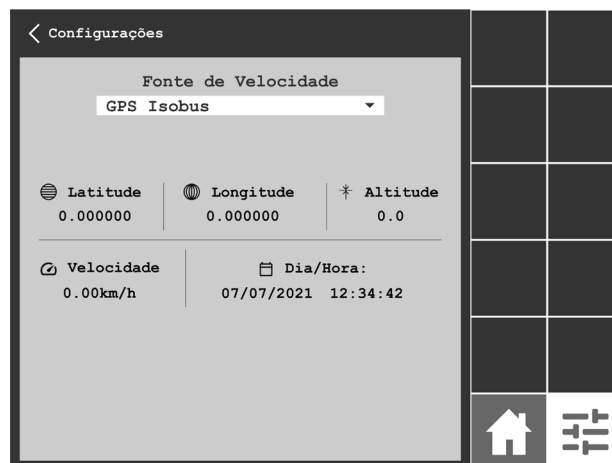 Configurações
Fonte de Velocidade
GPS Isobus
Latitude Longitude Altitude
0.000000 0.000000 0.0
Velocidade Dia/Hora:
0.00km/h 07/07/2021 12:34:42